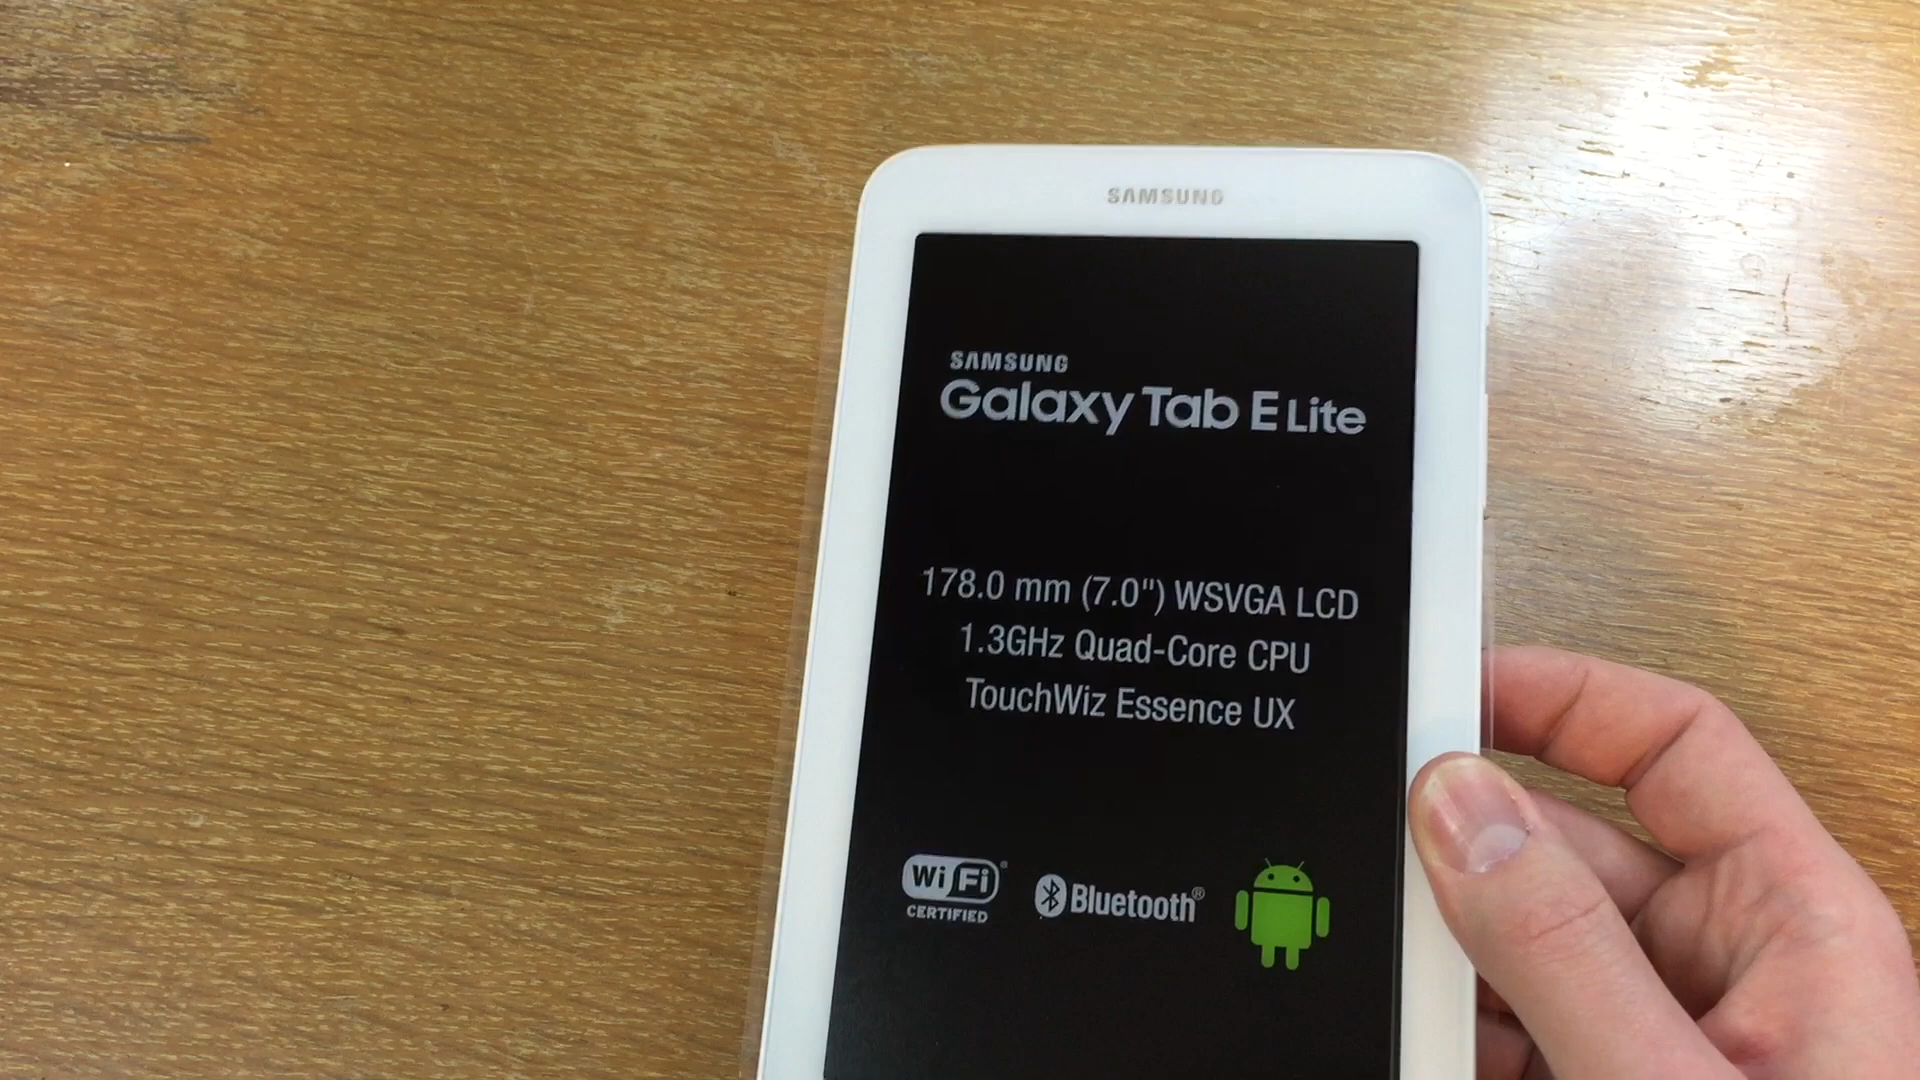 SAMSUNG
SAMSUNG
Galaxy Tab E Lite
178.0 mm (7.0") WSVGA LCD
1.3GHz Quad-Core CPU
TouchWiz Essence UX
Wi Fi®
CERTIFIED
Bluetooth®